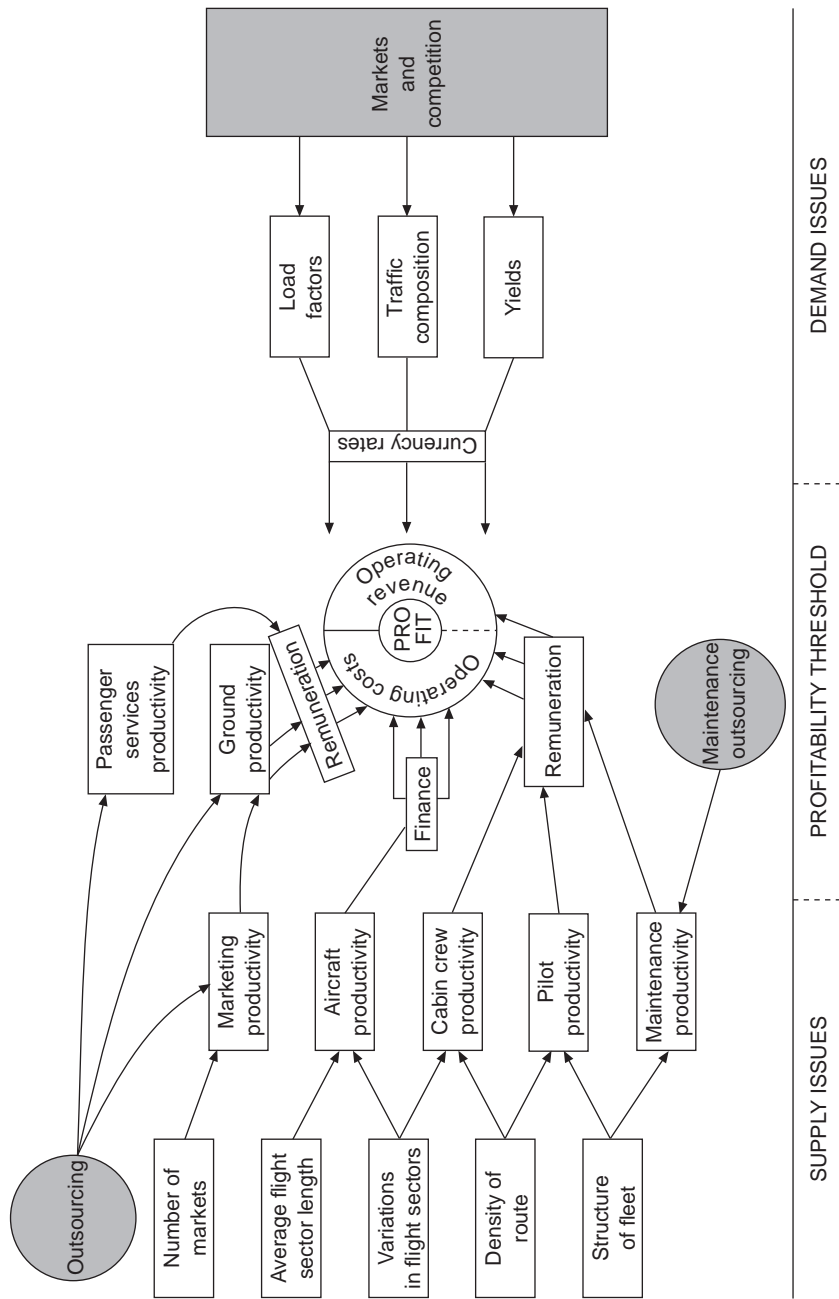 Outsourcing
Number of
markets
Average flight
sector length
Variations
in flight sectors
Density of
route
Structure
of fleet
Marketing
productivity
Aircraft
productivity
Cabin crew
productivity
Pilot
productivity
Maintenance
productivity
Passenger
services
productivity
Ground
productivity
Remuneration
Finance
Remuneration
Maintenance
outsourcing
Operating costs
PRO
FIT
Operating
revenue
Currency rates
Load
factors
Traffic
composition
Yields
Markets
and
competition
SUPPLY ISSUES
PROFITABILITY THRESHOLD
DEMAND ISSUES